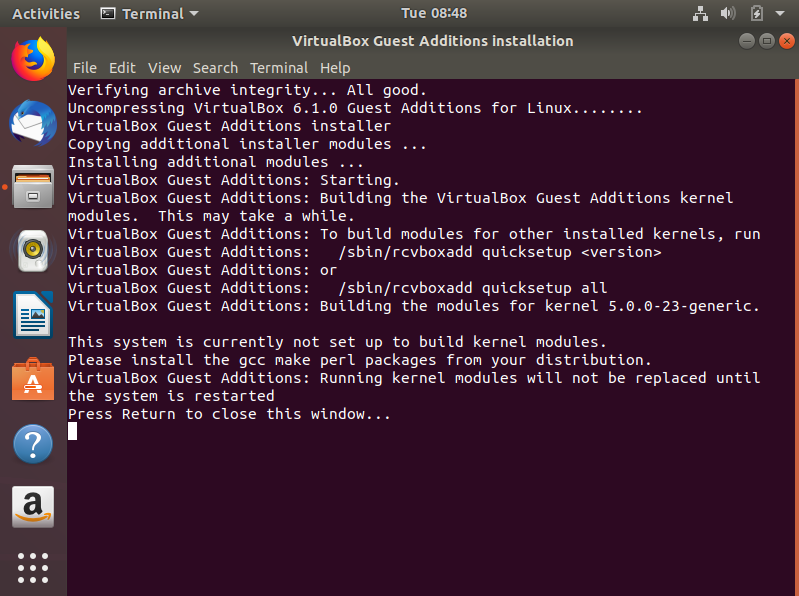 Activities Terminal Tue 08:48
VirtualBox Guest Additions installation
File Edit View Search Terminal Help
Verifying archive integrity... All good.
Uncompressing VirtualBox 6.1.0 Guest Additions for Linux........
VirtualBox Guest Additions installer
Copying additional installer modules ...
Installing additional modules ...
VirtualBox Guest Additions: Starting.
VirtualBox Guest Additions: Building the VirtualBox Guest Additions kernel
modules.  This may take a while.
VirtualBox Guest Additions: To build modules for other installed kernels, run
VirtualBox Guest Additions:   /sbin/rcvboxadd quicksetup <version>
VirtualBox Guest Additions: or
VirtualBox Guest Additions:   /sbin/rcvboxadd quicksetup all
VirtualBox Guest Additions: Building the modules for kernel 5.0.0-23-generic.
This system is currently not set up to build kernel modules.
Please install the gcc make perl packages from your distribution.
VirtualBox Guest Additions: Running kernel modules will not be replaced until
the system is restarted
Press Return to close this window...